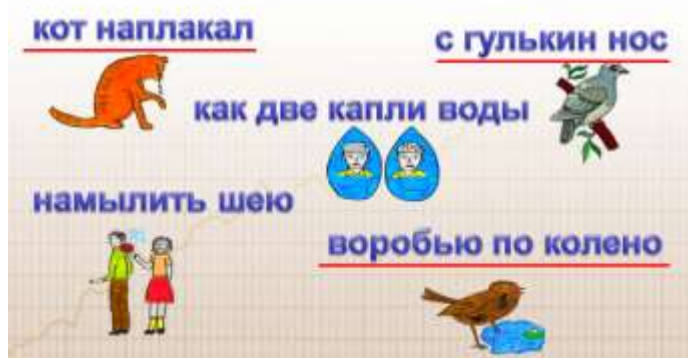 кот наплакал
с гулькин нос
как две капли воды
намылить шею
воробью по колено